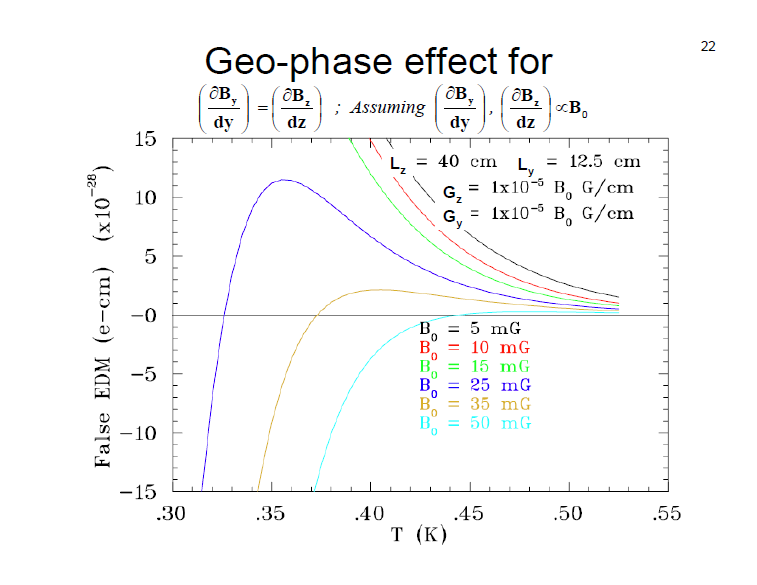 22
Geo-phase effect for
(∂B_y/dy) = (∂B_z/dz) ; Assuming (∂B_y/dy), (∂B_z/dz) ∝B_0
15
10
5
−0
−5
−10
−15
False EDM (e−cm) (x10^−28)
L_z = 40 cm L_y = 12.5 cm
G_z = 1x10^−5 B_0 G/cm
G_y = 1x10^−5 B_0 G/cm
B_0 = 5 mG
B_0 = 10 mG
B_0 = 15 mG
B_0 = 25 mG
B_0 = 35 mG
B_0 = 50 mG
.30 .35 .40 .45 .50 .55
T (K)